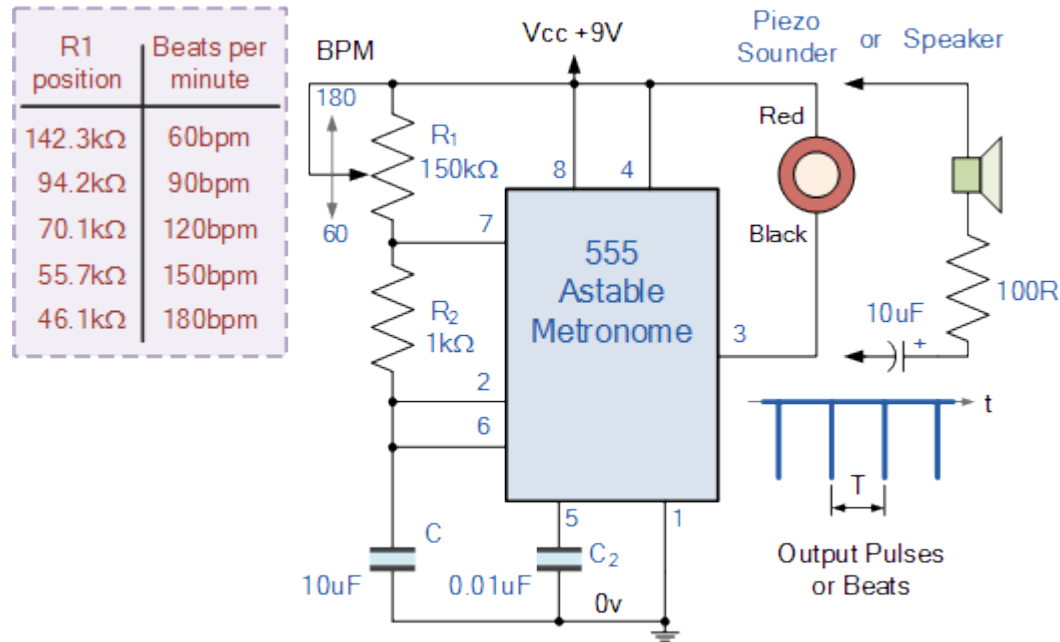 R1 position
Beats per minute
142.3kΩ 60bpm
94.2kΩ 90bpm
70.1kΩ 120bpm
55.7kΩ 150bpm
46.1kΩ 180bpm
BPM
180
60
R₁
150kΩ
R₂
1kΩ
Vcc +9V
8
4
7
2
6
3
5
1
555
Astable
Metronome
Piezo
Sounder
or
Speaker
Red
Black
100R
10uF
+
C
10uF
C₂
0.01uF
0v
t
T
Output Pulses
or Beats